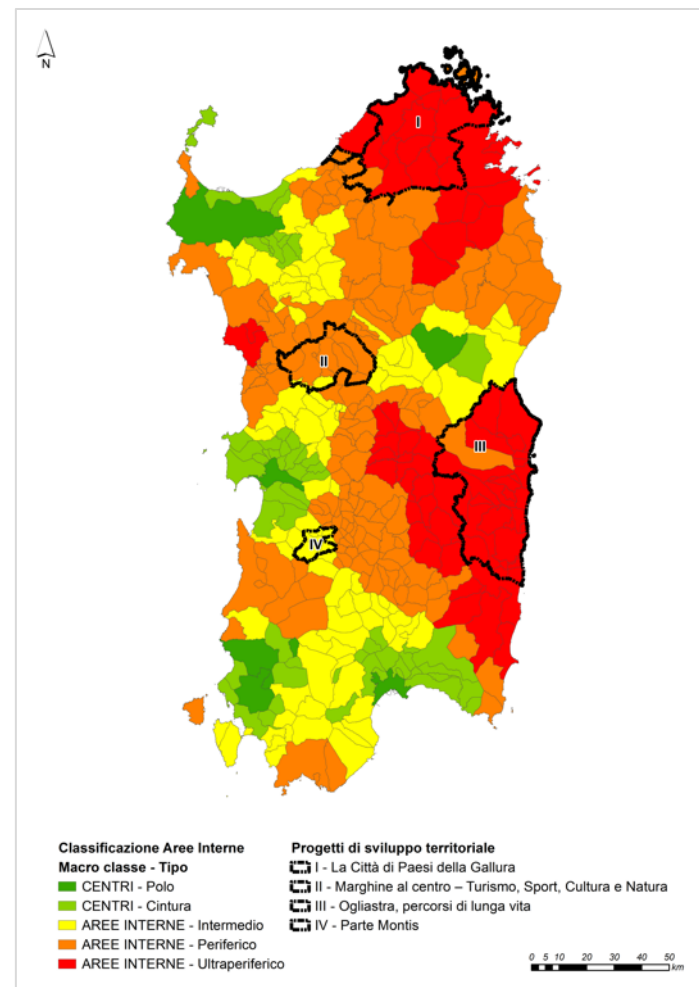 N
I
II
III
IV
Classificazione Aree Interne
Macro classe - Tipo
CENTRI - Polo
CENTRI - Cintura
AREE INTERNE - Intermedio
AREE INTERNE - Periferico
AREE INTERNE - Ultraperiferico
Progetti di sviluppo territoriale
I - La Città di Paesi della Gallura
II - Marghine al centro – Turismo, Sport, Cultura e Natura
III - Ogliastra, percorsi di lunga vita
IV - Parte Montis
0 5 10 20 30 40 50
km